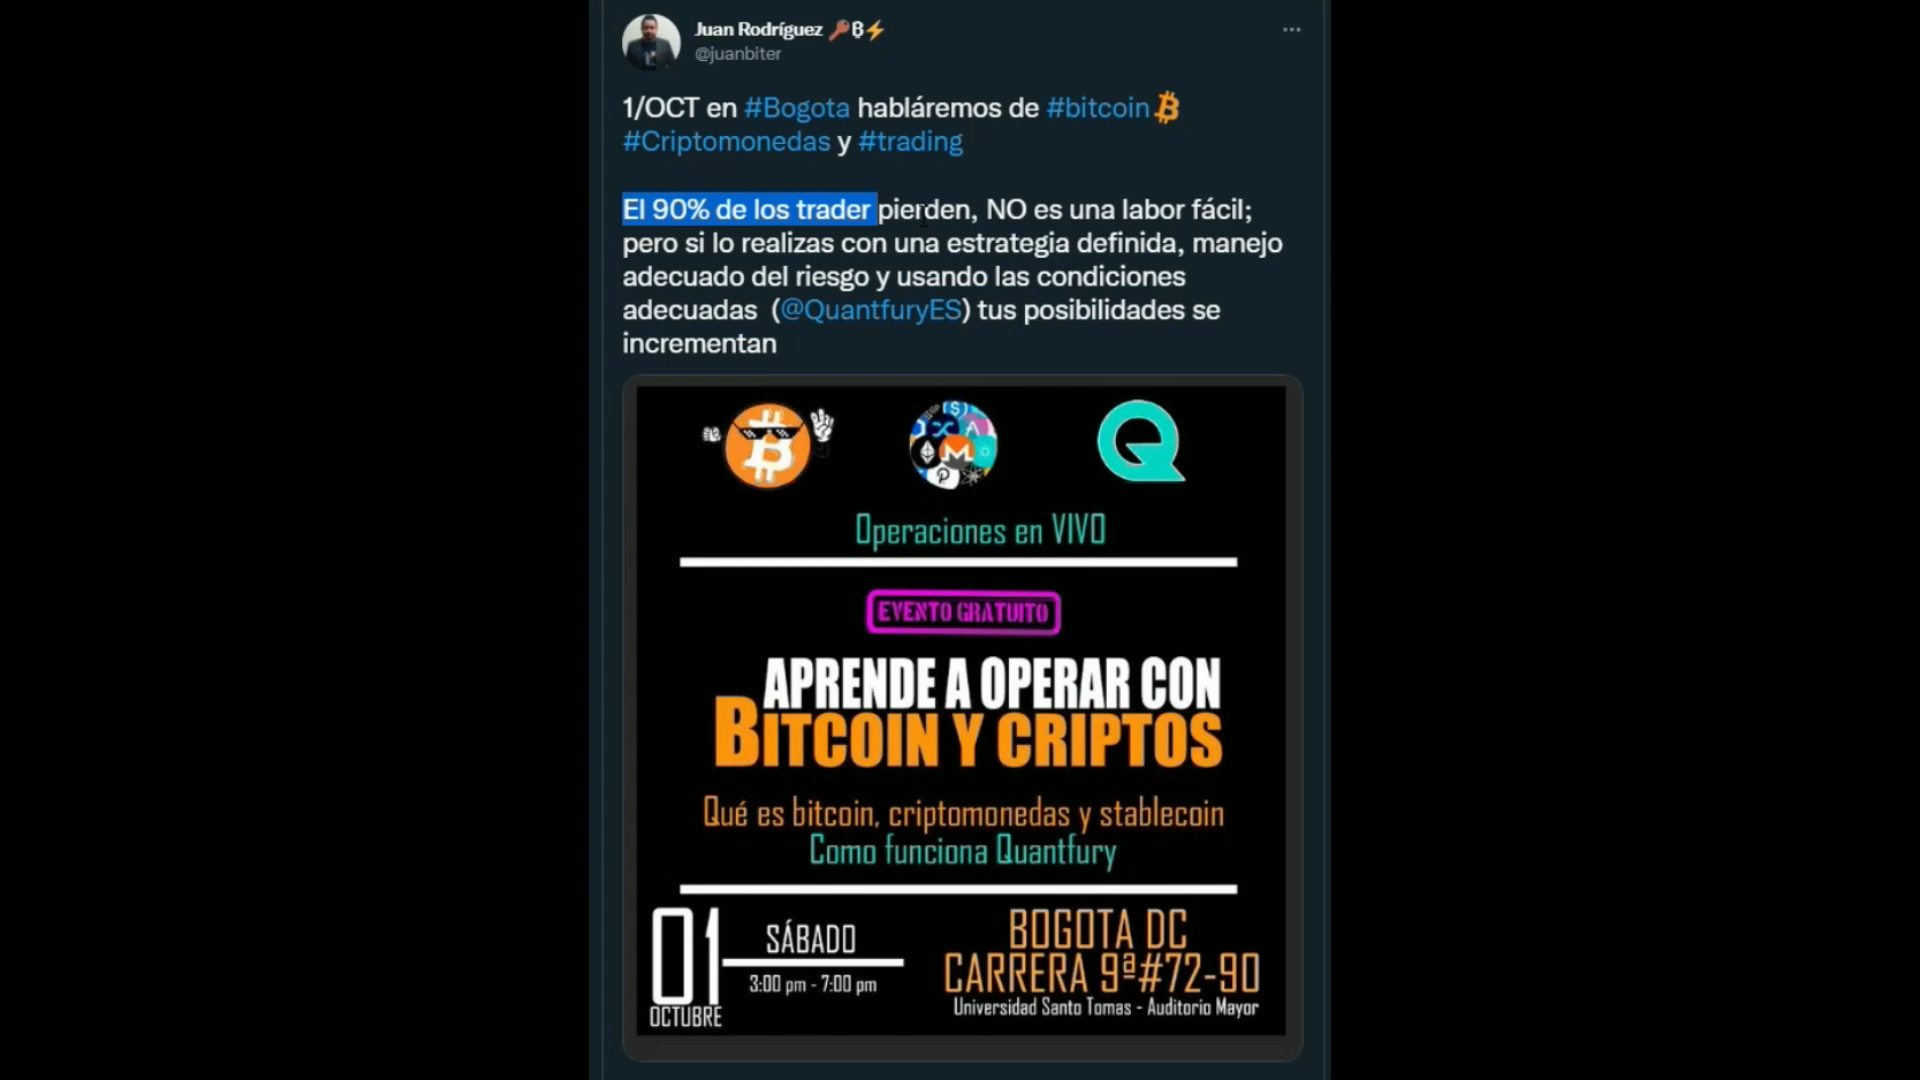 Juan Rodríguez 🔑₿⚡
@juanbiter
1/OCT en #Bogota habláremos de #bitcoin
#Criptomonedas y #trading
El 90% de los trader pierden, NO es una labor fácil;
pero si lo realizas con una estrategia definida, manejo
adecuado del riesgo y usando las condiciones
adecuadas (@QuantfuryES) tus posibilidades se
incrementan
Operaciones en VIVO
EVENTO GRATUITO
APRENDE A OPERAR CON
BITCOIN Y CRIPTOS
Qué es bitcoin, criptomonedas y stablecoin
Como funciona Quantfury
01
OCTUBRE
SÁBADO
3:00 pm - 7:00 pm
BOGOTA DC
CARRERA 9ª#72-90
Universidad Santo Tomas - Auditorio Mayor